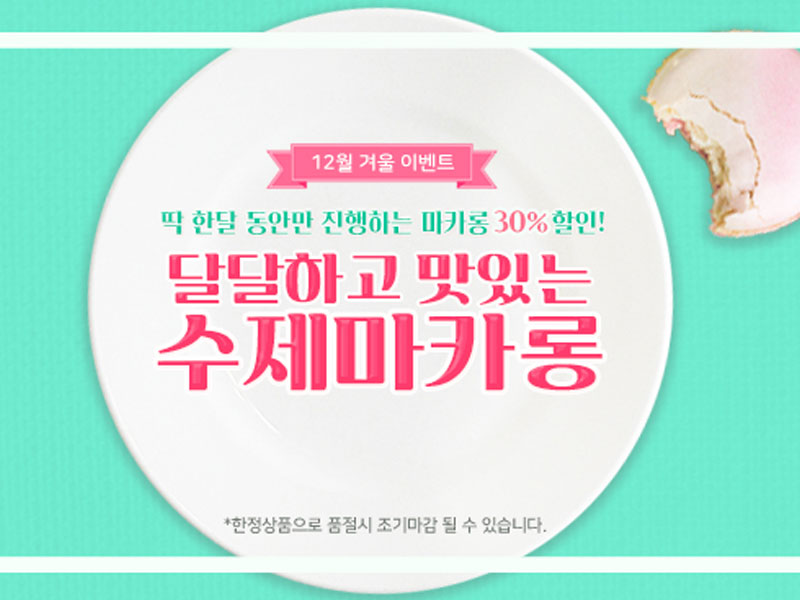 12월 겨울 이벤트
딱 한달 동안만 진행하는 마카롱 30% 할인!
달달하고 맛있는
수제마카롱
*한정상품으로 품절시 조기마감 될 수 있습니다.